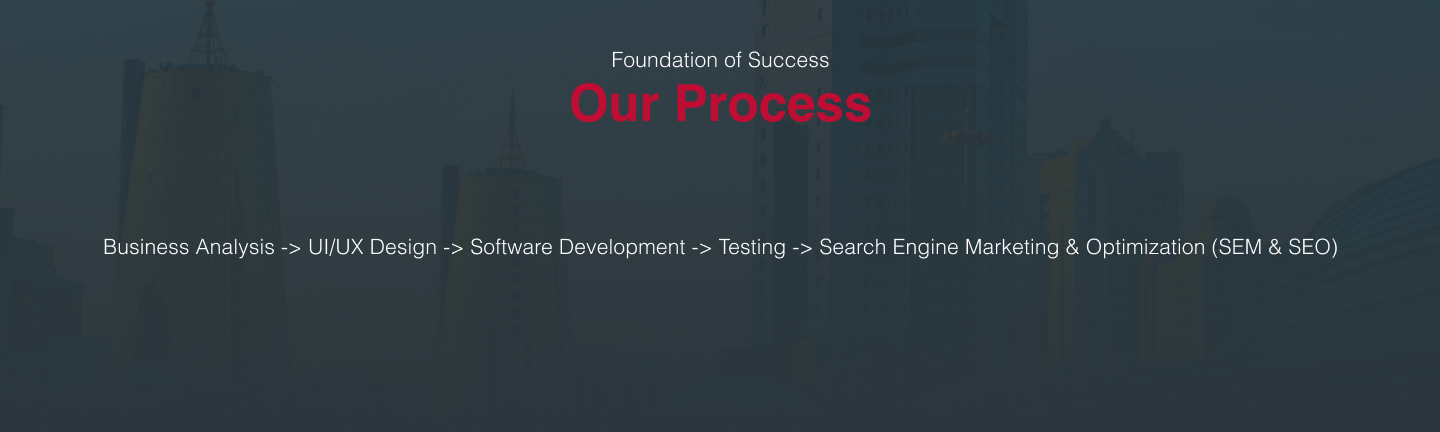 Foundation of Success
Our Process
Business Analysis -> UI/UX Design -> Software Development -> Testing -> Search Engine Marketing & Optimization (SEM & SEO)